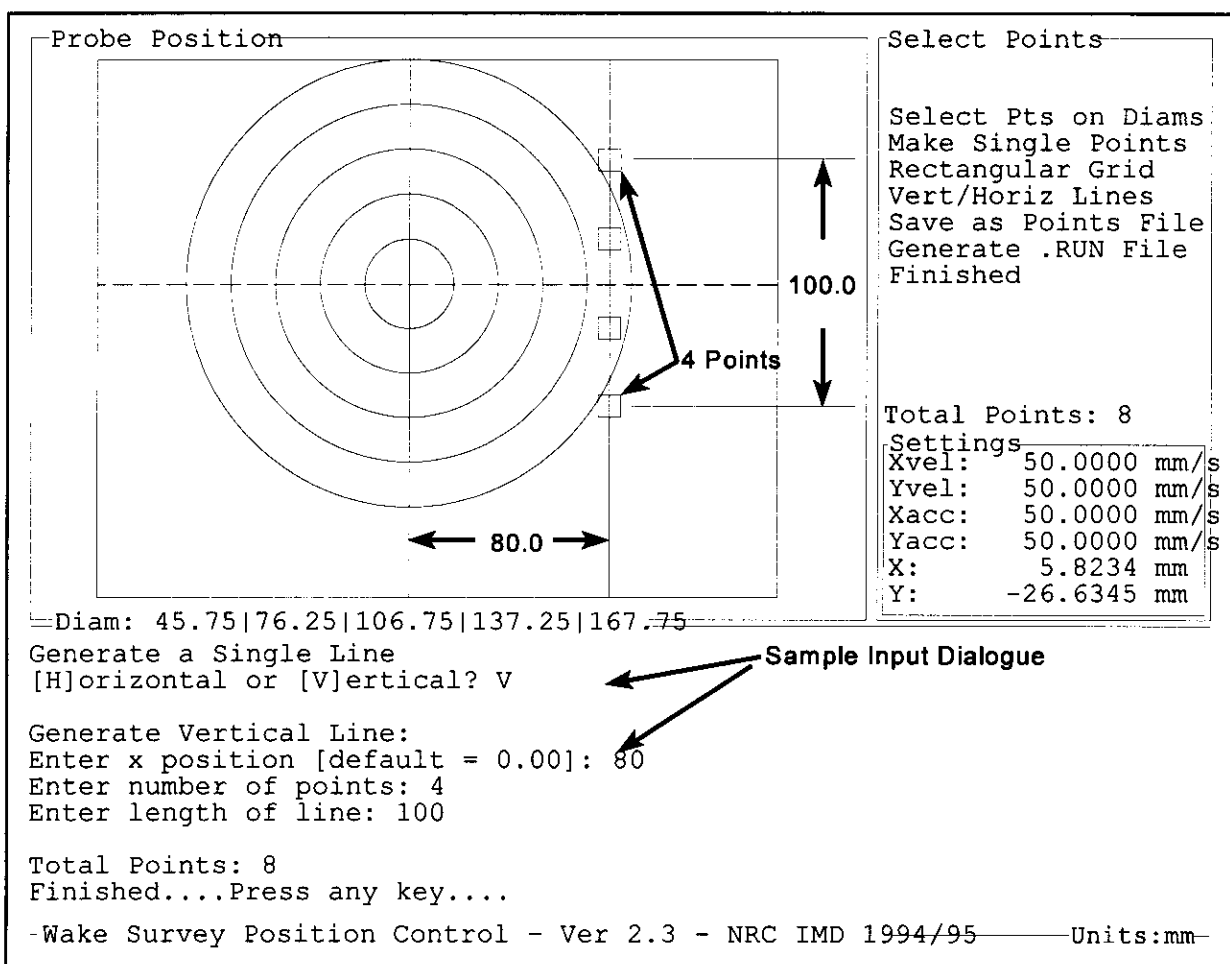 Probe Position
100.0
4 Points
80.0
Diam: 45.75|76.25|106.75|137.25|167.75
Select Points
Select Pts on Diams
Make Single Points
Rectangular Grid
Vert/Horiz Lines
Save as Points File
Generate .RUN File
Finished
Total Points: 8
Settings
Xvel: 50.0000 mm/s
Yvel: 50.0000 mm/s
Xacc: 50.0000 mm/s
Yacc: 50.0000 mm/s
X: 5.8234 mm
Y: -26.6345 mm
Generate a Single Line
[H]orizontal or [V]ertical? V
Sample Input Dialogue
Generate Vertical Line:
Enter x position [default = 0.00]: 80
Enter number of points: 4
Enter length of line: 100
Total Points: 8
Finished....Press any key....
Wake Survey Position Control - Ver 2.3 - NRC IMD 1994/95 Units:mm